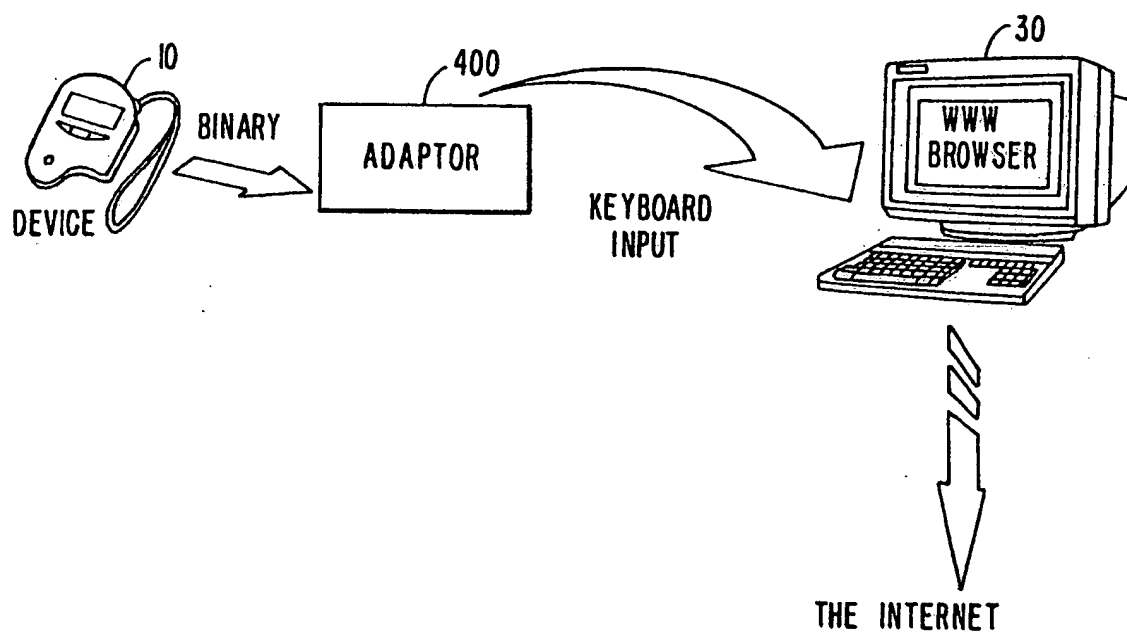 10
400
30
BINARY
ADAPTOR
WWW
BROWSER
DEVICE
KEYBOARD
INPUT
THE INTERNET